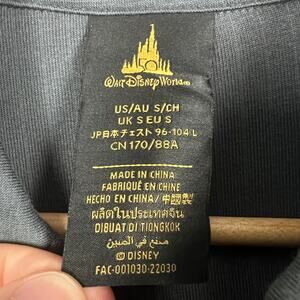 50
WALT DISNEY WORLD
US/AU S/CH
UK S EU S
JP日本チェスト 96-104 L
CN 170/88A
MADE IN CHINA
FABRIQUÉ EN CHINE
HECHO EN CHINA/中國製
ผลิตในประเทศจีน
DIBUAT DI TIONGKOK
صنع في الصين
© DISNEY
FAC-001030-22030